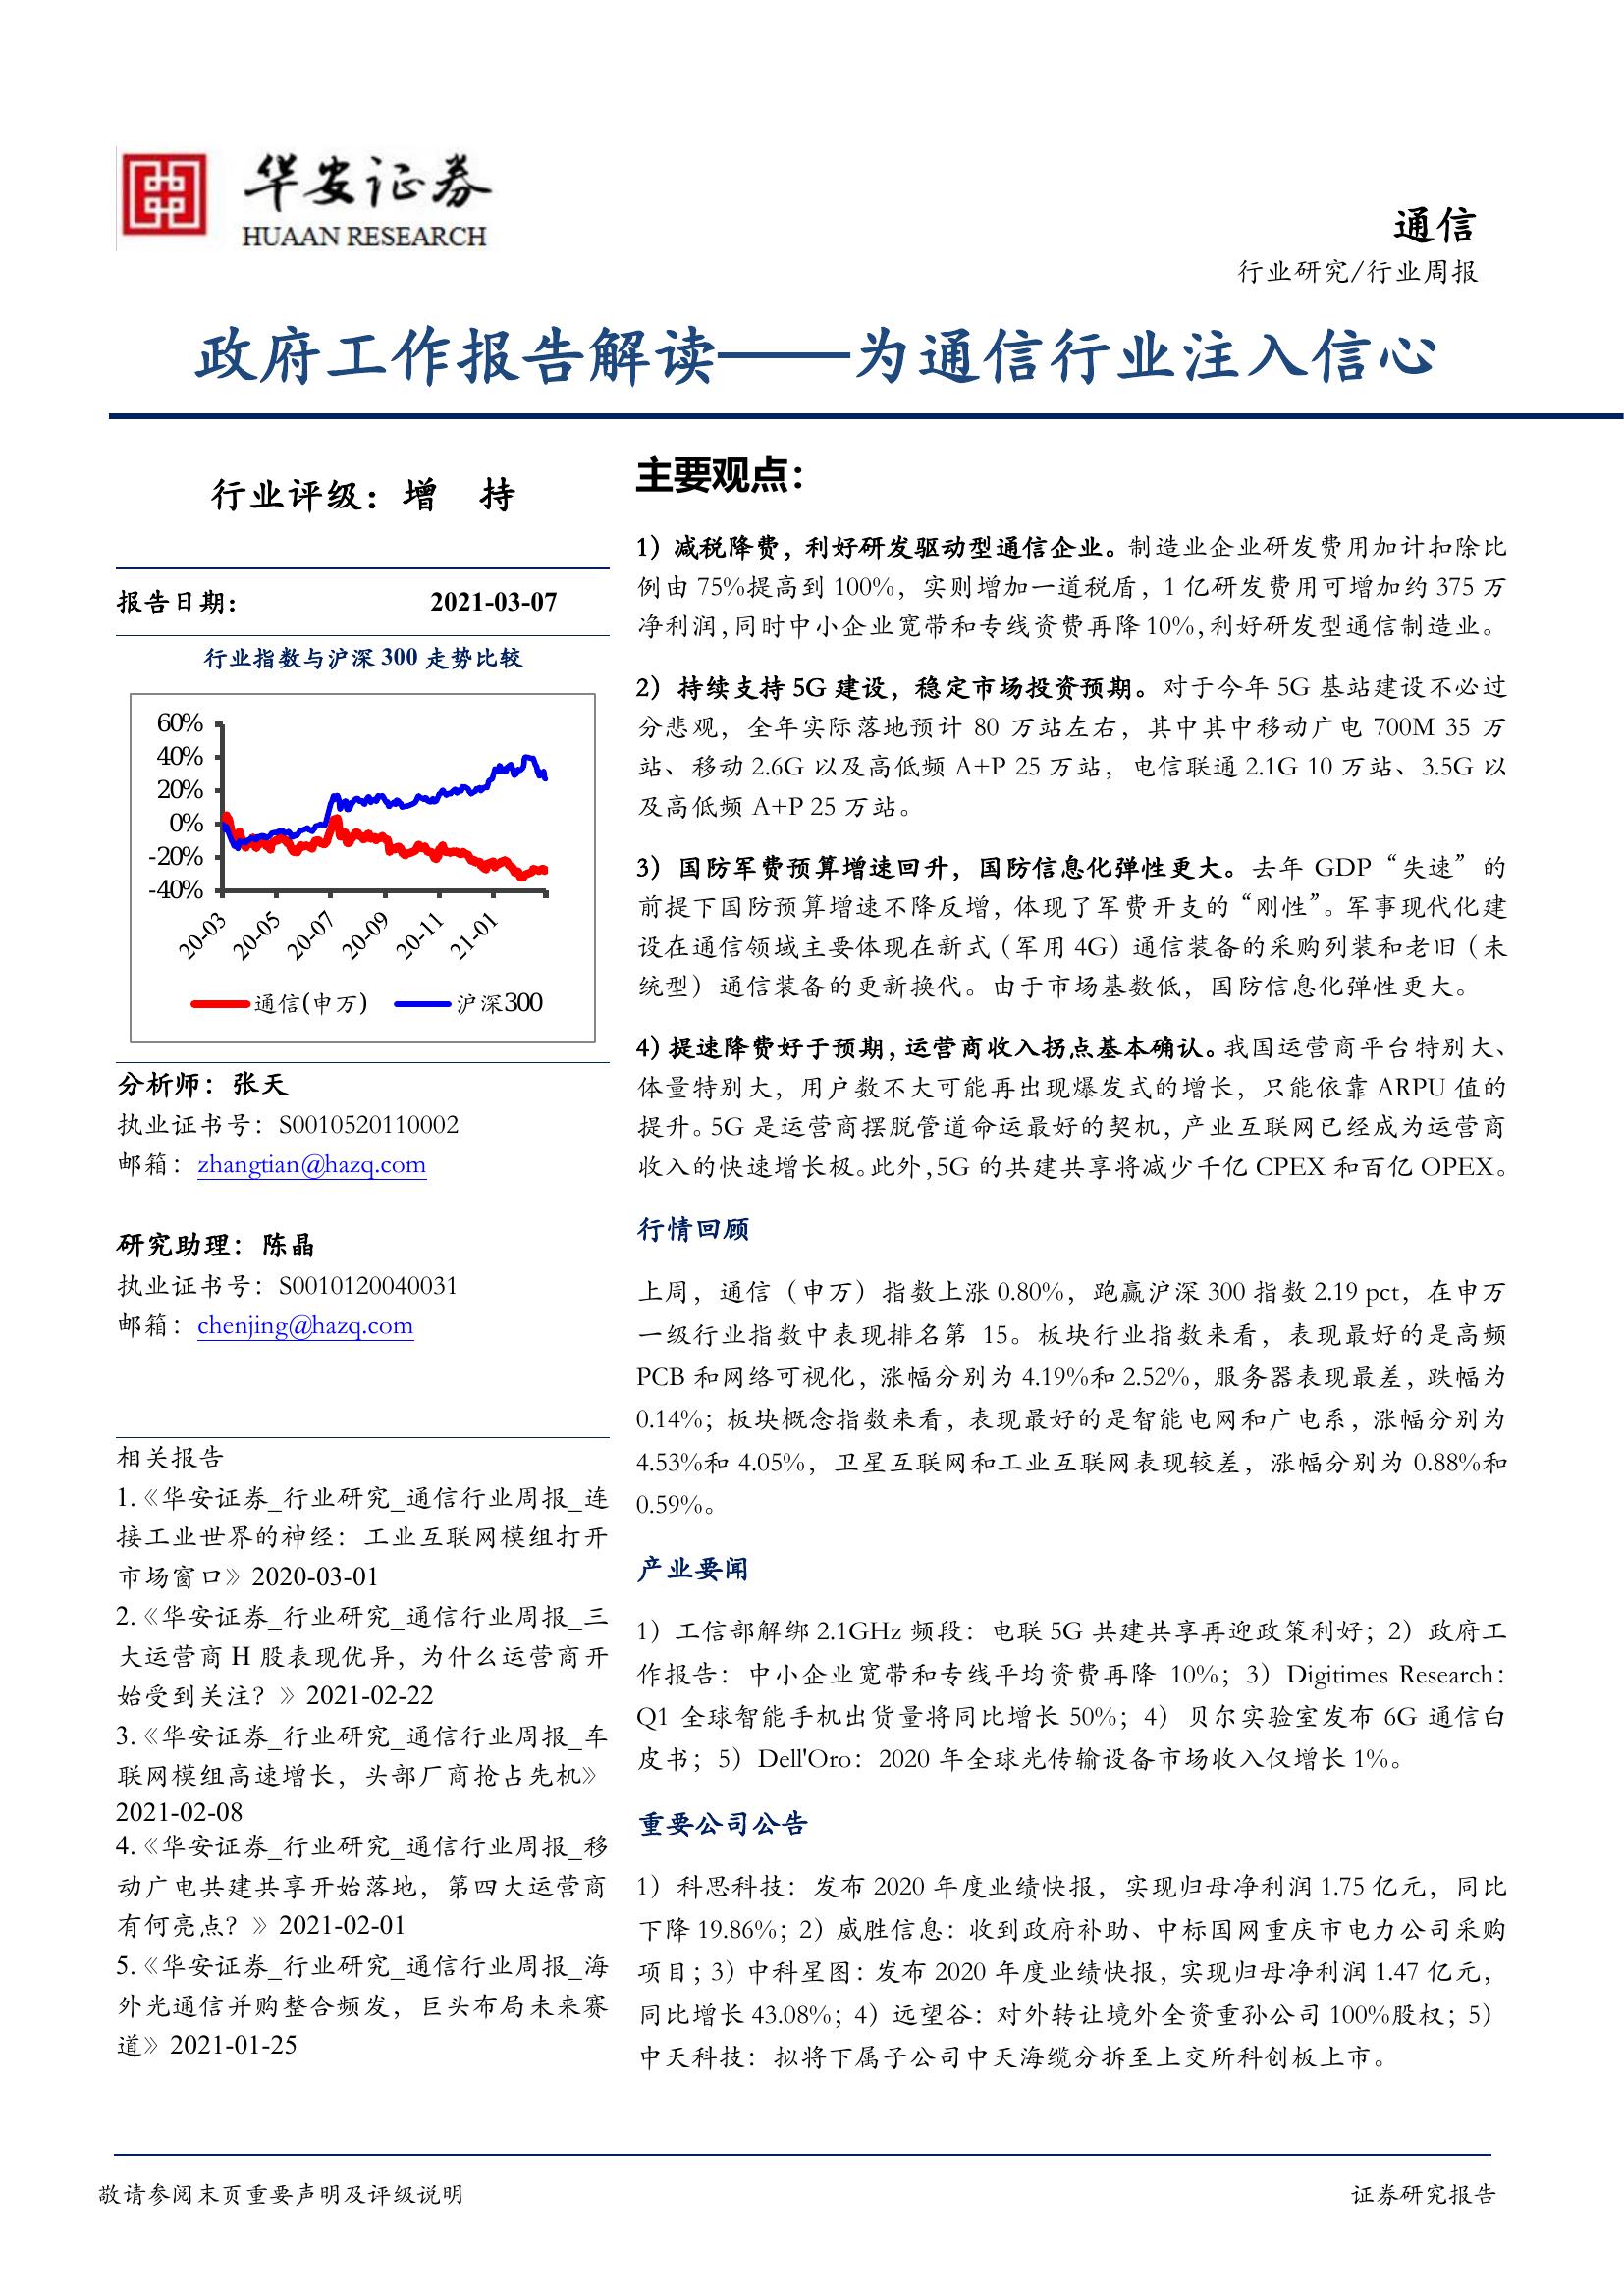 华安证券
HUAAN RESEARCH
通信
行业研究/行业周报
政府工作报告解读——为通信行业注入信心
行业评级：增 持
报告日期： 2021-03-07
行业指数与沪深 300 走势比较
60%
40%
20%
0%
-20%
-40%
20-03
20-05
20-07
20-09
20-11
21-01
通信(申万)
沪深300
分析师：张天
执业证书号：S0010520110002
邮箱：zhangtian@hazq.com
研究助理：陈晶
执业证书号：S0010120040031
邮箱：chenjing@hazq.com
相关报告
1.《华安证券_行业研究_通信行业周报_连
接工业世界的神经：工业互联网模组打开
市场窗口》2020-03-01
2.《华安证券_行业研究_通信行业周报_三
大运营商 H 股表现优异，为什么运营商开
始受到关注？》2021-02-22
3.《华安证券_行业研究_通信行业周报_车
联网模组高速增长，头部厂商抢占先机》
2021-02-08
4.《华安证券_行业研究_通信行业周报_移
动广电共建共享开始落地，第四大运营商
有何亮点？》2021-02-01
5.《华安证券_行业研究_通信行业周报_海
外光通信并购整合频发，巨头布局未来赛
道》2021-01-25
主要观点：
1）减税降费，利好研发驱动型通信企业。制造业企业研发费用加计扣除比
例由 75%提高到 100%，实则增加一道税盾，1 亿研发费用可增加约 375 万
净利润，同时中小企业宽带和专线资费再降 10%，利好研发型通信制造业。
2）持续支持 5G 建设，稳定市场投资预期。对于今年 5G 基站建设不必过
分悲观，全年实际落地预计 80 万站左右，其中其中移动广电 700M 35 万
站、移动 2.6G 以及高低频 A+P 25 万站，电信联通 2.1G 10 万站、3.5G 以
及高低频 A+P 25 万站。
3）国防军费预算增速回升，国防信息化弹性更大。去年 GDP“失速”的
前提下国防预算增速不降反增，体现了军费开支的“刚性”。军事现代化建
设在通信领域主要体现在新式（军用 4G）通信装备的采购列装和老旧（未
统型）通信装备的更新换代。由于市场基数低，国防信息化弹性更大。
4）提速降费好于预期，运营商收入拐点基本确认。我国运营商平台特别大、
体量特别大，用户数不大可能再出现爆发式的增长，只能依靠 ARPU 值的
提升。5G 是运营商摆脱管道命运最好的契机，产业互联网已经成为运营商
收入的快速增长极。此外，5G 的共建共享将减少千亿 CPEX 和百亿 OPEX。
行情回顾
上周，通信（申万）指数上涨 0.80%，跑赢沪深 300 指数 2.19 pct，在申万
一级行业指数中表现排名第 15。板块行业指数来看，表现最好的是高频
PCB 和网络可视化，涨幅分别为 4.19%和 2.52%，服务器表现最差，跌幅为
0.14%；板块概念指数来看，表现最好的是智能电网和广电系，涨幅分别为
4.53%和 4.05%，卫星互联网和工业互联网表现较差，涨幅分别为 0.88%和
0.59%。
产业要闻
1）工信部解绑 2.1GHz 频段：电联 5G 共建共享再迎政策利好；2）政府工
作报告：中小企业宽带和专线平均资费再降 10%；3）Digitimes Research：
Q1 全球智能手机出货量将同比增长 50%；4）贝尔实验室发布 6G 通信白
皮书；5）Dell'Oro：2020 年全球光传输设备市场收入仅增长 1%。
重要公司公告
1）科思科技：发布 2020 年度业绩快报，实现归母净利润 1.75 亿元，同比
下降 19.86%；2）威胜信息：收到政府补助、中标国网重庆市电力公司采购
项目；3）中科星图：发布 2020 年度业绩快报，实现归母净利润 1.47 亿元，
同比增长 43.08%；4）远望谷：对外转让境外全资重孙公司 100%股权；5）
中天科技：拟将下属子公司中天海缆分拆至上交所科创板上市。
敬请参阅末页重要声明及评级说明
证券研究报告